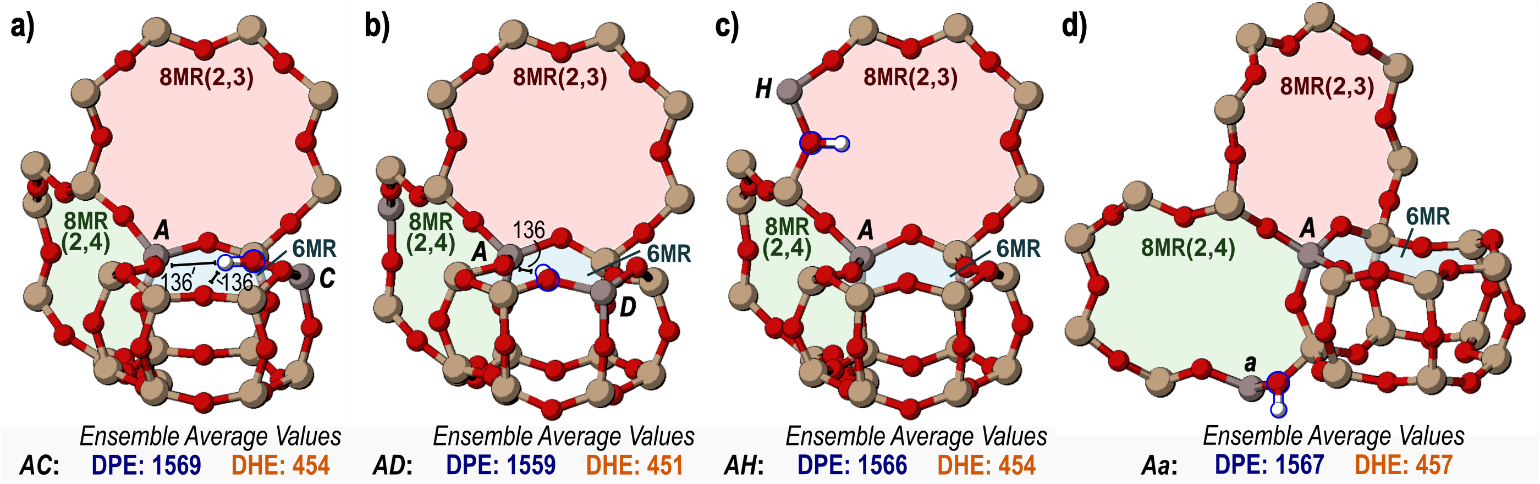 a)
8MR(2,3)
8MR
(2,4)
A
6MR
136′
136
C
Ensemble Average Values
AC: DPE: 1569 DHE: 454
b)
8MR(2,3)
8MR
(2,4)
136
A
6MR
D
Ensemble Average Values
AD: DPE: 1559 DHE: 451
c)
8MR(2,3)
H
8MR
(2,4)
A
6MR
Ensemble Average Values
AH: DPE: 1566 DHE: 454
d)
8MR(2,3)
8MR(2,4)
A
6MR
a
Ensemble Average Values
Aa: DPE: 1567 DHE: 457